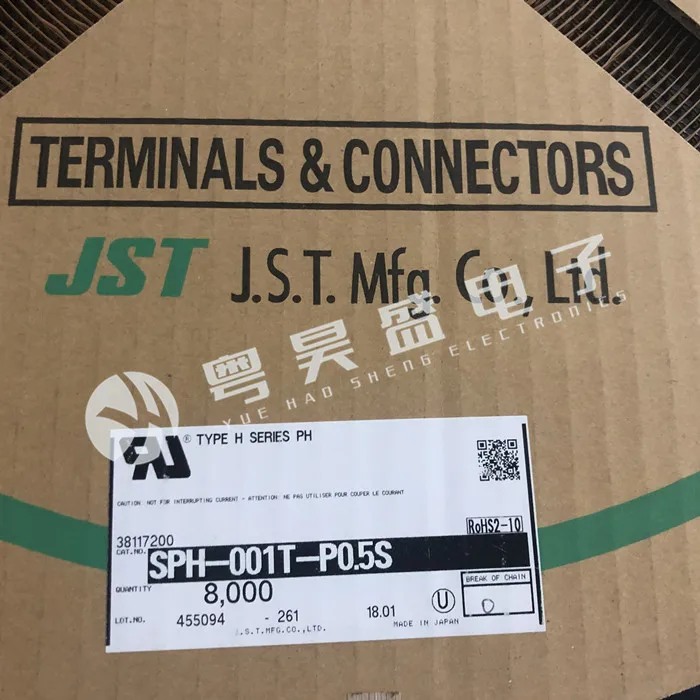 TERMINALS & CONNECTORS
JST J.S.T. Mfg. Co., Ltd.
粤昊盛电子
YUE HAO SHENG ELECTRONICS
® TYPE H SERIES PH
CAUTION: NOT FOR INTERRUPTING CURRENT - ATTENTION: NE PAS UTILISER POUR COUPER LE COURANT
38117200
RoHS2-10
CAT.NO. SPH-001T-P0.5S
QUANTITY 8,000
BREAK OF CHAIN
0
LOT.NO. 455094 - 261 18.01 U
J.S.T.MFG.CO.,LTD. MADE IN JAPAN